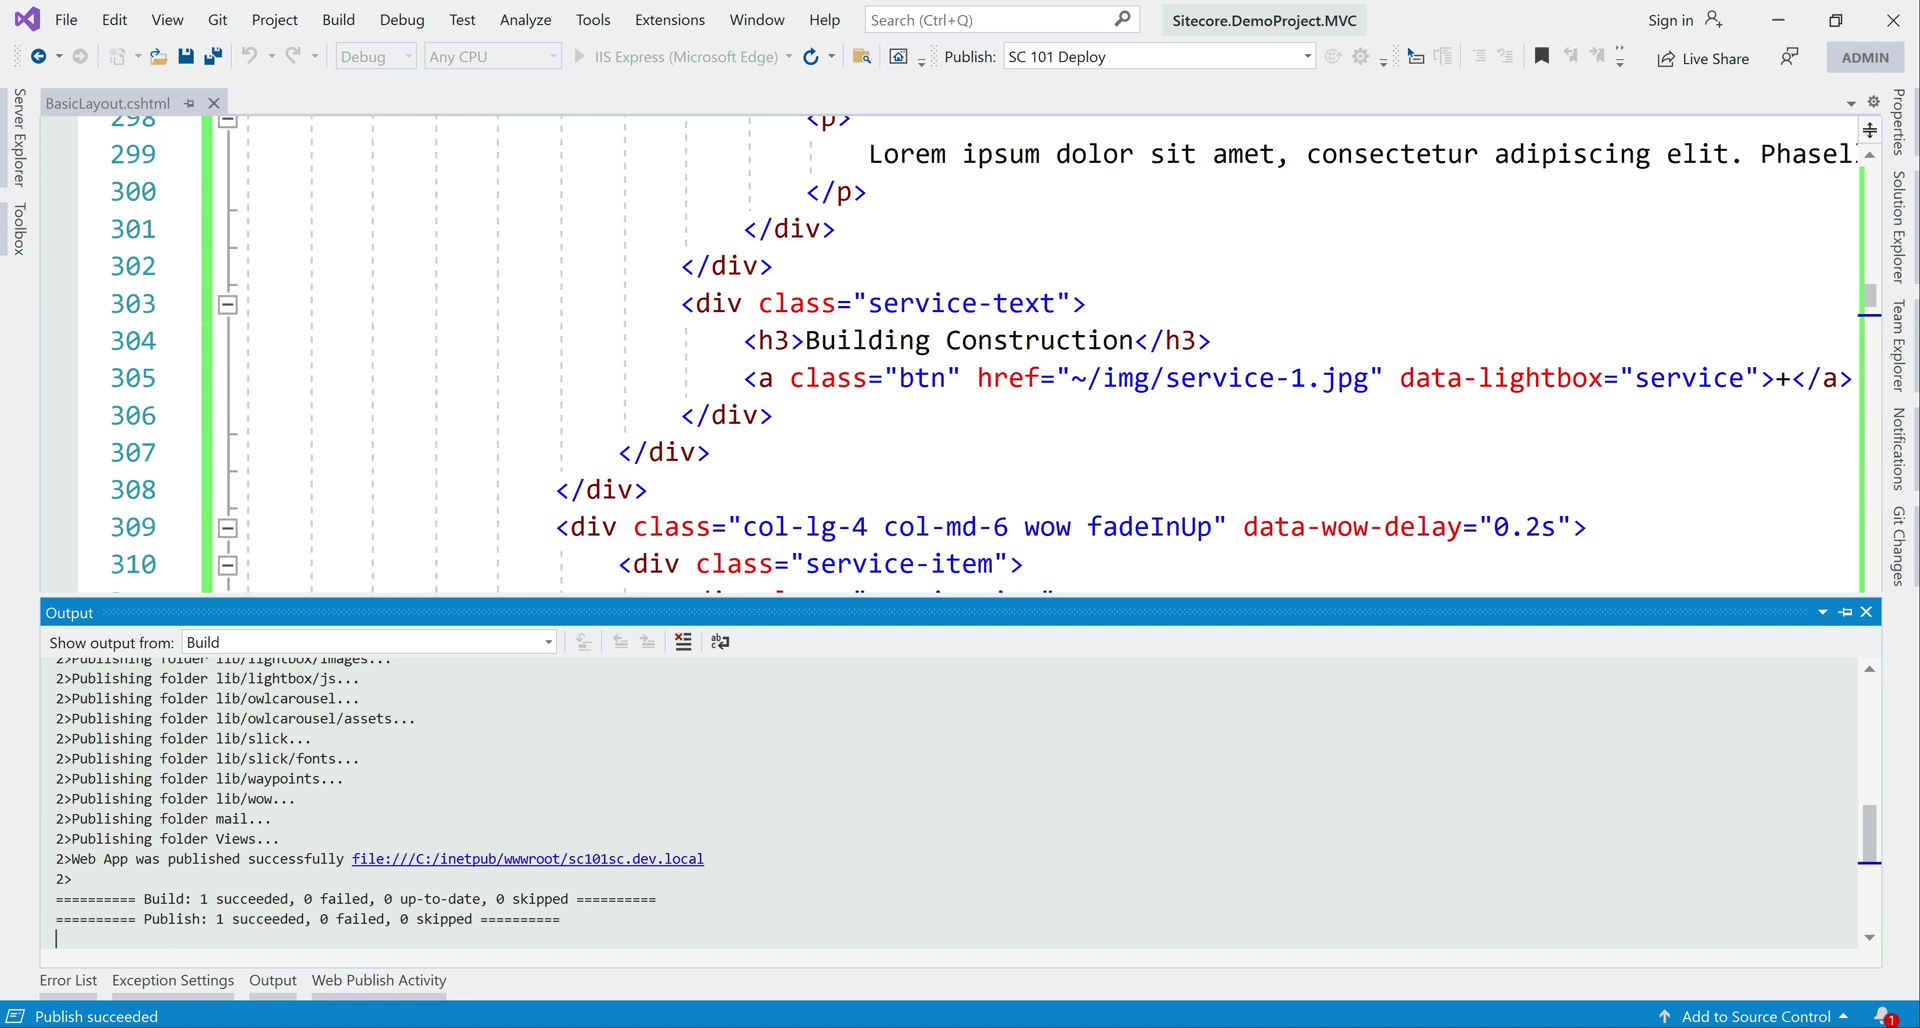 File Edit View Git Project Build Debug Test Analyze Tools Extensions Window Help Search (Ctrl+Q) Sitecore.DemoProject.MVC Sign in
Debug Any CPU IIS Express (Microsoft Edge) Publish: SC 101 Deploy Live Share ADMIN
Server Explorer
Toolbox
BasicLayout.cshtml
298 <p>
299 Lorem ipsum dolor sit amet, consectetur adipiscing elit. Phasel
300 </p>
301 </div>
302 </div>
303 <div class="service-text">
304 <h3>Building Construction</h3>
305 <a class="btn" href="~/img/service-1.jpg" data-lightbox="service">+</a>
306 </div>
307 </div>
308 </div>
309 <div class="col-lg-4 col-md-6 wow fadeInUp" data-wow-delay="0.2s">
310 <div class="service-item">
Properties
Solution Explorer
Team Explorer
Notifications
Git Changes
Output
Show output from: Build
2>Publishing folder lib/lightbox/images...
2>Publishing folder lib/lightbox/js...
2>Publishing folder lib/owlcarousel...
2>Publishing folder lib/owlcarousel/assets...
2>Publishing folder lib/slick...
2>Publishing folder lib/slick/fonts...
2>Publishing folder lib/waypoints...
2>Publishing folder lib/wow...
2>Publishing folder mail...
2>Publishing folder Views...
2>Web App was published successfully file:///C:/inetpub/wwwroot/sc101sc.dev.local
2>
========== Build: 1 succeeded, 0 failed, 0 up-to-date, 0 skipped ==========
========== Publish: 1 succeeded, 0 failed, 0 skipped ==========
Error List Exception Settings Output Web Publish Activity
Publish succeeded Add to Source Control 1